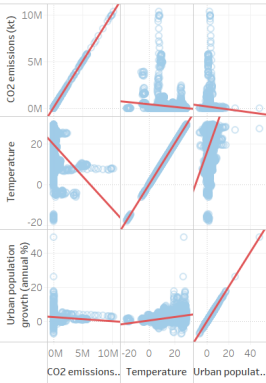 CO2 emissions (kt)
10M
5M
0M
Temperature
20
0
-20
Urban population
growth (annual %)
40
20
0
0M 5M 10M -20 0 20 0 20 40
CO2 emissions.. Temperature Urban populat..